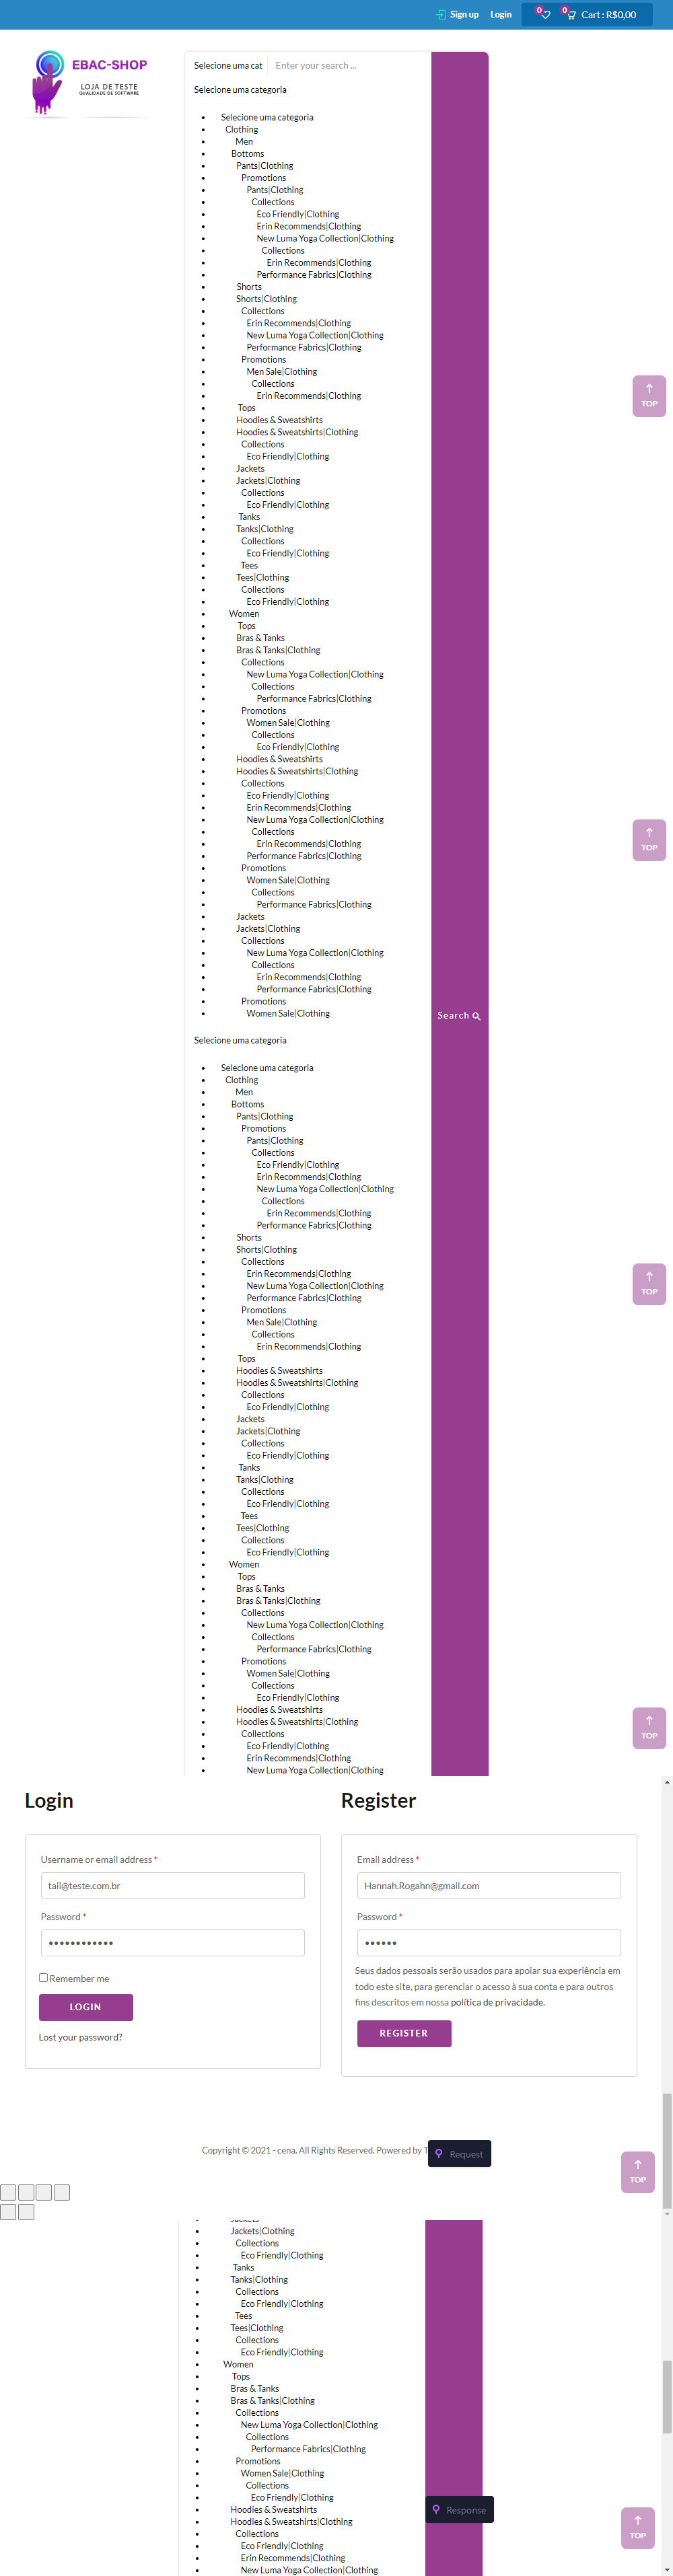 Sign up Login 0 0 Cart : R$0,00
EBAC-SHOP
LOJA DE TESTE
QUALIDADE DE SOFTWARE
Selecione uma cat Enter your search ...
Selecione uma categoria
Selecione uma categoria
Clothing
Men
Bottoms
Pants|Clothing
Promotions
Pants|Clothing
Collections
Eco Friendly|Clothing
Erin Recommends|Clothing
New Luma Yoga Collection|Clothing
Collections
Erin Recommends|Clothing
Performance Fabrics|Clothing
Shorts
Shorts|Clothing
Collections
Erin Recommends|Clothing
New Luma Yoga Collection|Clothing
Performance Fabrics|Clothing
Promotions
Men Sale|Clothing
Collections
Erin Recommends|Clothing
TOP
Tops
Hoodies & Sweatshirts
Hoodies & Sweatshirts|Clothing
Collections
Eco Friendly|Clothing
Jackets
Jackets|Clothing
Collections
Eco Friendly|Clothing
Tanks
Tanks|Clothing
Collections
Eco Friendly|Clothing
Tees
Tees|Clothing
Collections
Eco Friendly|Clothing
Women
Tops
Bras & Tanks
Bras & Tanks|Clothing
Collections
New Luma Yoga Collection|Clothing
Collections
Performance Fabrics|Clothing
Promotions
Women Sale|Clothing
Collections
Eco Friendly|Clothing
Hoodies & Sweatshirts
Hoodies & Sweatshirts|Clothing
Collections
Eco Friendly|Clothing
Erin Recommends|Clothing
New Luma Yoga Collection|Clothing
Collections
Erin Recommends|Clothing
TOP
Performance Fabrics|Clothing
Promotions
Women Sale|Clothing
Collections
Performance Fabrics|Clothing
Jackets
Jackets|Clothing
Collections
New Luma Yoga Collection|Clothing
Collections
Erin Recommends|Clothing
Performance Fabrics|Clothing
Promotions
Women Sale|Clothing
Search
Selecione uma categoria
Selecione uma categoria
Clothing
Men
Bottoms
Pants|Clothing
Promotions
Pants|Clothing
Collections
Eco Friendly|Clothing
Erin Recommends|Clothing
New Luma Yoga Collection|Clothing
Collections
Erin Recommends|Clothing
Performance Fabrics|Clothing
Shorts
Shorts|Clothing
Collections
Erin Recommends|Clothing
New Luma Yoga Collection|Clothing
TOP
Performance Fabrics|Clothing
Promotions
Men Sale|Clothing
Collections
Erin Recommends|Clothing
Tops
Hoodies & Sweatshirts
Hoodies & Sweatshirts|Clothing
Collections
Eco Friendly|Clothing
Jackets
Jackets|Clothing
Collections
Eco Friendly|Clothing
Tanks
Tanks|Clothing
Collections
Eco Friendly|Clothing
Tees
Tees|Clothing
Collections
Eco Friendly|Clothing
Women
Tops
Bras & Tanks
Bras & Tanks|Clothing
Collections
New Luma Yoga Collection|Clothing
Collections
Performance Fabrics|Clothing
Promotions
Women Sale|Clothing
Collections
Eco Friendly|Clothing
Hoodies & Sweatshirts
Hoodies & Sweatshirts|Clothing
Collections
TOP
Eco Friendly|Clothing
Erin Recommends|Clothing
New Luma Yoga Collection|Clothing
Login
Register
Username or email address *
Email address *
taii@teste.com.br
Hannah.Rogahn@gmail.com
Password *
Password *
Remember me
Seus dados pessoais serão usados para apoiar sua experiência em
todo este site, para gerenciar o acesso à sua conta e para outros
fins descritos em nossa política de privacidade.
LOGIN
REGISTER
Lost your password?
Copyright © 2021 - cena. All Rights Reserved. Powered by T
Request
TOP
Jackets
Jackets|Clothing
Collections
Eco Friendly|Clothing
Tanks
Tanks|Clothing
Collections
Eco Friendly|Clothing
Tees
Tees|Clothing
Collections
Eco Friendly|Clothing
Women
Tops
Bras & Tanks
Bras & Tanks|Clothing
Collections
New Luma Yoga Collection|Clothing
Collections
Performance Fabrics|Clothing
Promotions
Women Sale|Clothing
Collections
Eco Friendly|Clothing
Hoodies & Sweatshirts
Response
Hoodies & Sweatshirts|Clothing
Collections
TOP
Eco Friendly|Clothing
Erin Recommends|Clothing
New Luma Yoga Collection|Clothing